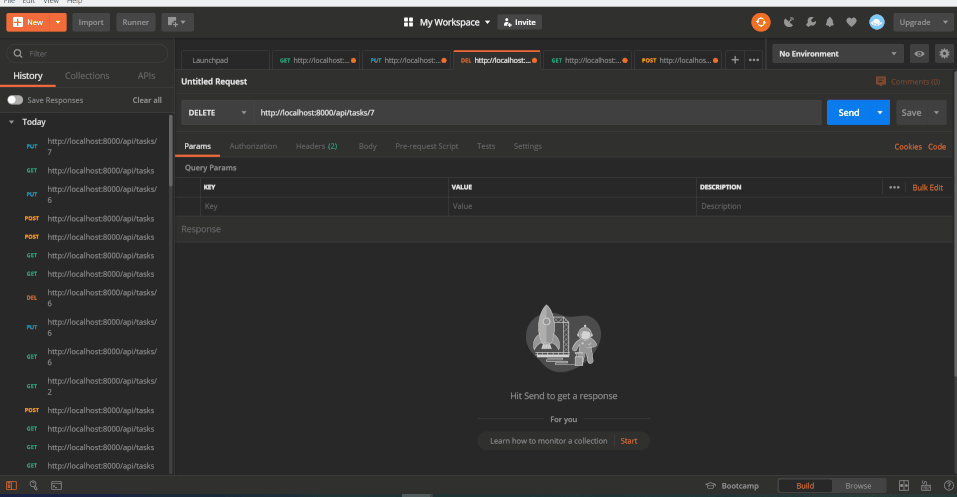 File Edit View Help
New Import Runner My Workspace Invite Upgrade
Filter
Launchpad GET http://localhost:... PUT http://localhost:... DEL http://localhost:... GET http://localhost:... POST http://localhos... + No Environment
History Collections APIs
Untitled Request Comments (0)
Save Responses Clear all
DELETE http://localhost:8000/api/tasks/7 Send Save
Today
Params Authorization Headers (2) Body Pre-request Script Tests Settings Cookies Code
Query Params
KEY VALUE DESCRIPTION ••• Bulk Edit
Key Value Description
Response
PUT http://localhost:8000/api/tasks/
7
GET http://localhost:8000/api/tasks
PUT http://localhost:8000/api/tasks/
6
POST http://localhost:8000/api/tasks
POST http://localhost:8000/api/tasks
GET http://localhost:8000/api/tasks
GET http://localhost:8000/api/tasks
DEL http://localhost:8000/api/tasks/
6
PUT http://localhost:8000/api/tasks/
6
GET http://localhost:8000/api/tasks/
6
GET http://localhost:8000/api/tasks/
2
POST http://localhost:8000/api/tasks
GET http://localhost:8000/api/tasks
GET http://localhost:8000/api/tasks
GET http://localhost:8000/api/tasks
Hit Send to get a response
For you
Learn how to monitor a collection Start
Bootcamp Build Browse